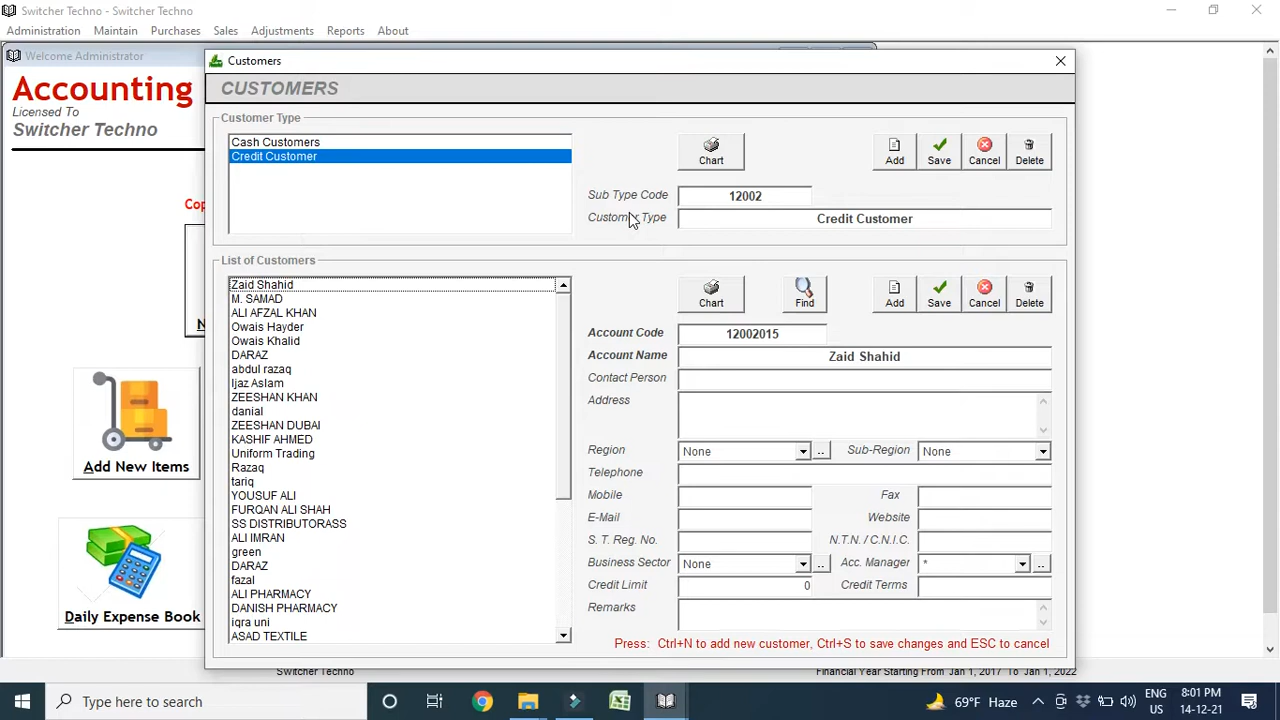 Switcher Techno - Switcher Techno
Administration Maintain Purchases Sales Adjustments Reports About
Welcome Administrator
Accounting
Licensed To
Switcher Techno
Add New Items
Daily Expense Book
Customers
CUSTOMERS
Customer Type
Cash Customers
Credit Customer
Chart
Add Save Cancel Delete
Sub Type Code 12002
Customer Type Credit Customer
List of Customers
Zaid Shahid
M. SAMAD
ALI AFZAL KHAN
Owais Hayder
Owais Khalid
DARAZ
abdul razaq
Ijaz Aslam
ZEESHAN KHAN
danial
ZEESHAN DUBAI
KASHIF AHMED
Uniform Trading
Razaq
tariq
YOUSUF ALI
FURQAN ALI SHAH
SS DISTRIBUTORASS
ALI IMRAN
green
DARAZ
fazal
ALI PHARMACY
DANISH PHARMACY
iqra uni
ASAD TEXTILE
Chart Find Add Save Cancel Delete
Account Code 12002015
Account Name Zaid Shahid
Contact Person
Address
Region None .. Sub-Region None
Telephone
Mobile Fax
E-Mail Website
S. T. Reg. No. N.T.N. / C.N.I.C.
Business Sector None .. Acc. Manager * ..
Credit Limit 0 Credit Terms
Remarks
Press: Ctrl+N to add new customer, Ctrl+S to save changes and ESC to cancel
Switcher Techno Financial Year Starting From Jan 1, 2017 To Jan 1, 2022
Type here to search
69°F Haze
ENG
US
8:01 PM
14-12-21